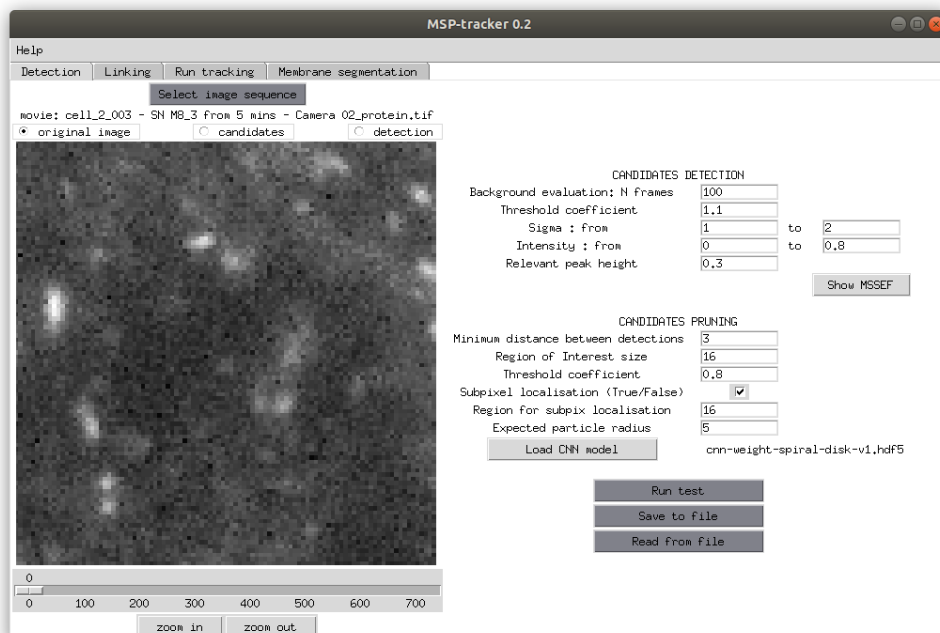 MSP-tracker 0.2
Help
Detection Linking Run tracking Membrane segmentation
Select image sequence
movie: cell_2_003 - SN M8_3 from 5 mins - Camera 02_protein.tif
original image candidates detection
CANDIDATES DETECTION
Background evaluation: N frames 100
Threshold coefficient 1.1
Sigma : from 1 to 2
Intensity : from 0 to 0.8
Relevant peak height 0.3
Show MSSEF
CANDIDATES PRUNING
Minimum distance between detections 3
Region of Interest size 16
Threshold coefficient 0.8
Subpixel localisation (True/False)
Region for subpix localisation 16
Expected particle radius 5
Load CNN model cnn-weight-spiral-disk-v1.hdf5
Run test
Save to file
Read from file
0
0 100 200 300 400 500 600 700
zoom in zoom out